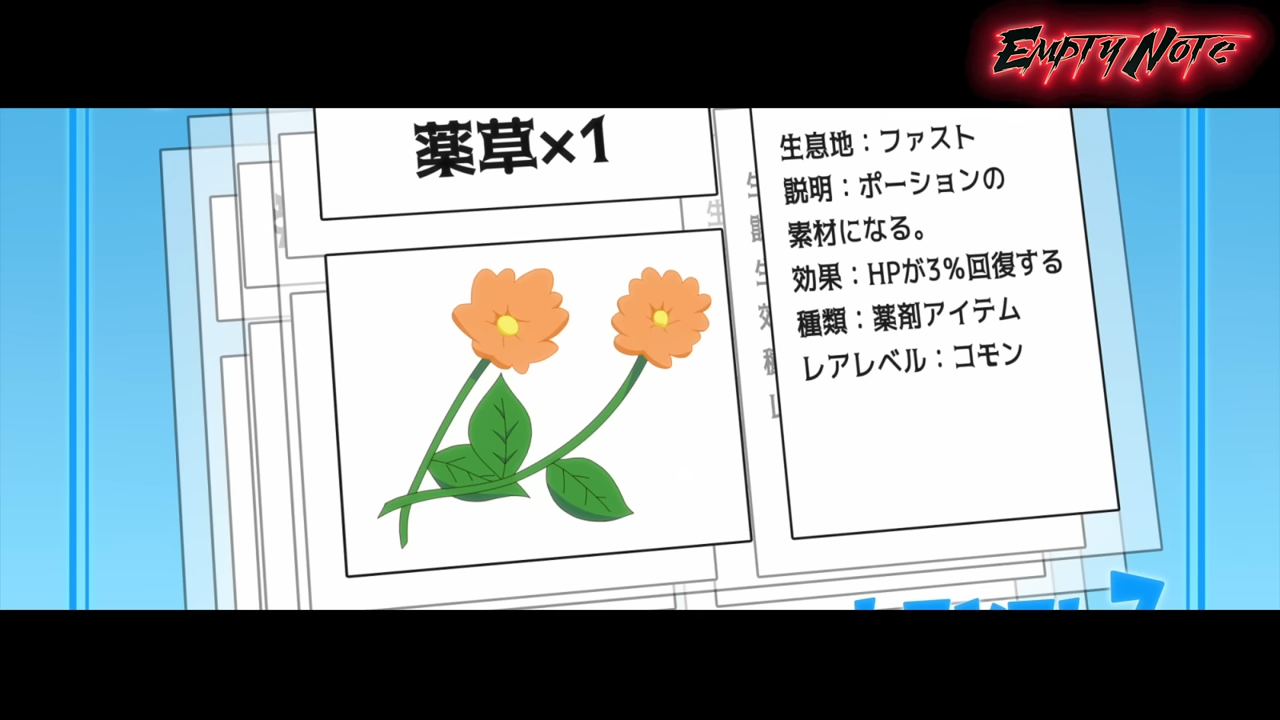 Empty Note
薬草×1
生息地：ファスト
説明：ポーションの
素材になる。
効果：HPが3%回復する
種類：薬剤アイテム
レアレベル：コモン